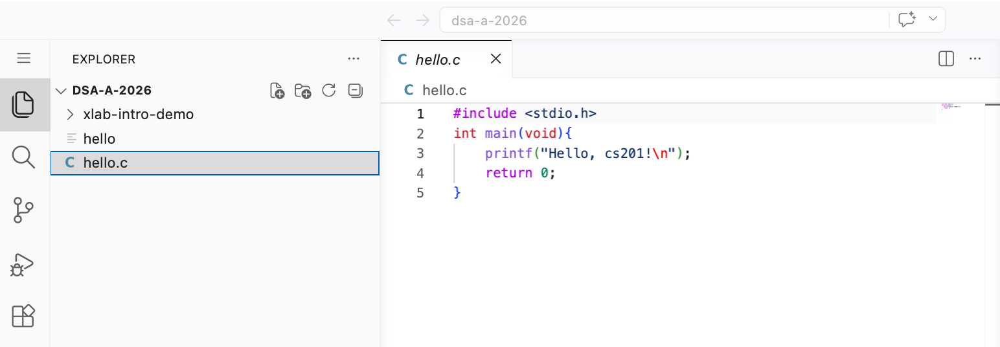 dsa-a-2026
EXPLORER
DSA-A-2026
xlab-intro-demo
hello
C hello.c
C hello.c
C hello.c
1 #include <stdio.h>
2 int main(void){
3 printf("Hello, cs201!\n");
4 return 0;
5 }